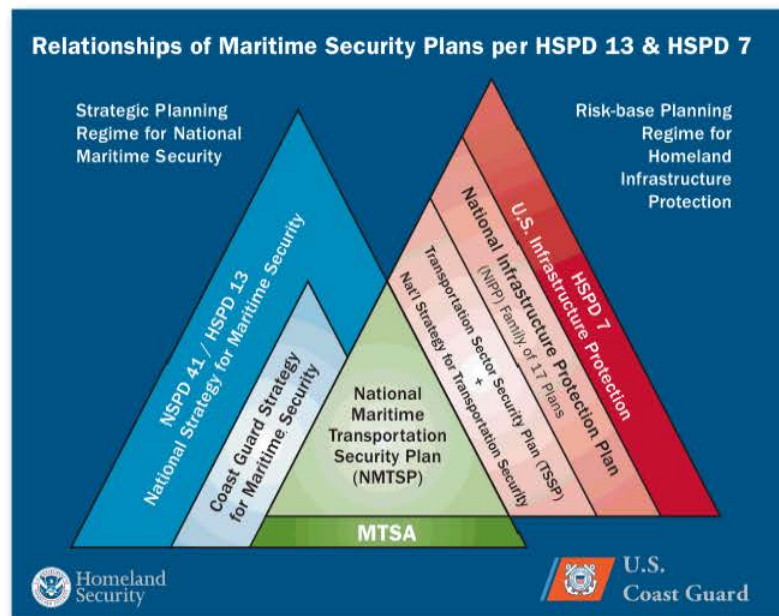 Relationships of Maritime Security Plans per HSPD 13 & HSPD 7
Strategic Planning
Regime for National
Maritime Security
Risk-base Planning
Regime for
Homeland
Infrastructure
Protection
NSPD 41 / HSPD 13
National Strategy for Maritime Security
Coast Guard Strategy
for Maritime Security
National
Maritime
Transportation
Security Plan
(NMTSP)
MTSA
Nat'l Strategy for Transportation Security
+
Transportation Sector Security Plan (TSSP)
National Infrastructure Protection Plan
(NIPP) Family of 17 Plans
U.S. Infrastructure Protection
HSPD 7
Homeland
Security
U.S.
Coast Guard